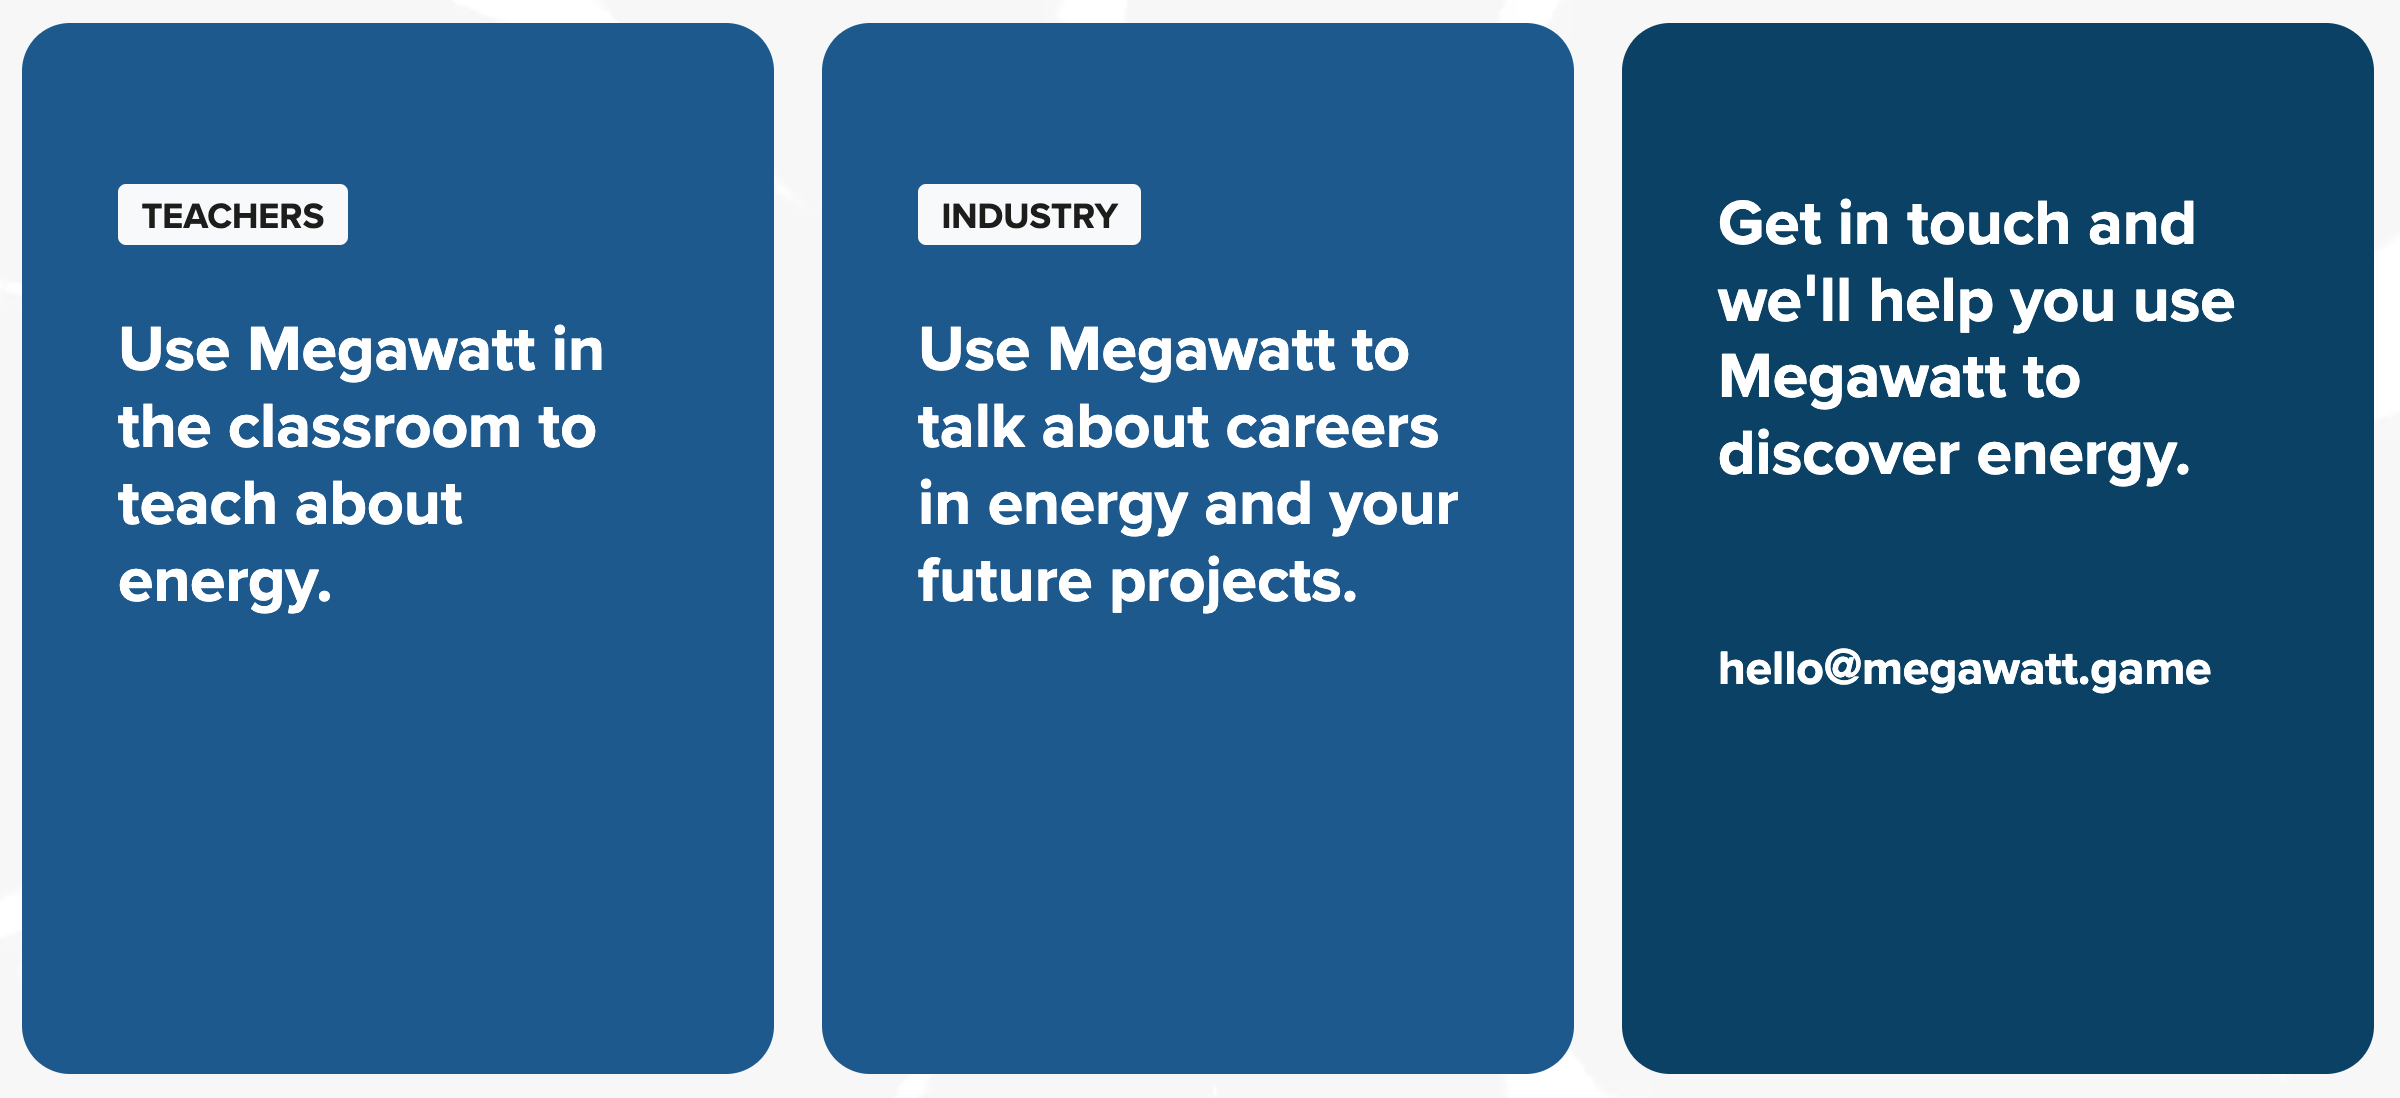 TEACHERS
Use Megawatt in
the classroom to
teach about
energy.
INDUSTRY
Use Megawatt to
talk about careers
in energy and your
future projects.
Get in touch and
we'll help you use
Megawatt to
discover energy.
hello@megawatt.game